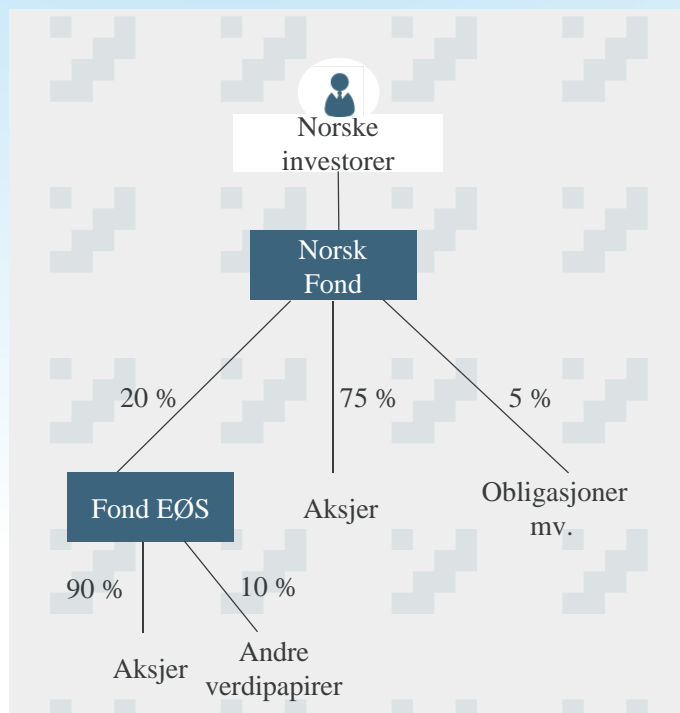 Norske
investorer
Norsk
Fond
20 %
75 %
5 %
Fond EØS
Aksjer
Obligasjoner
mv.
90 %
10 %
Aksjer
Andre
verdipapirer